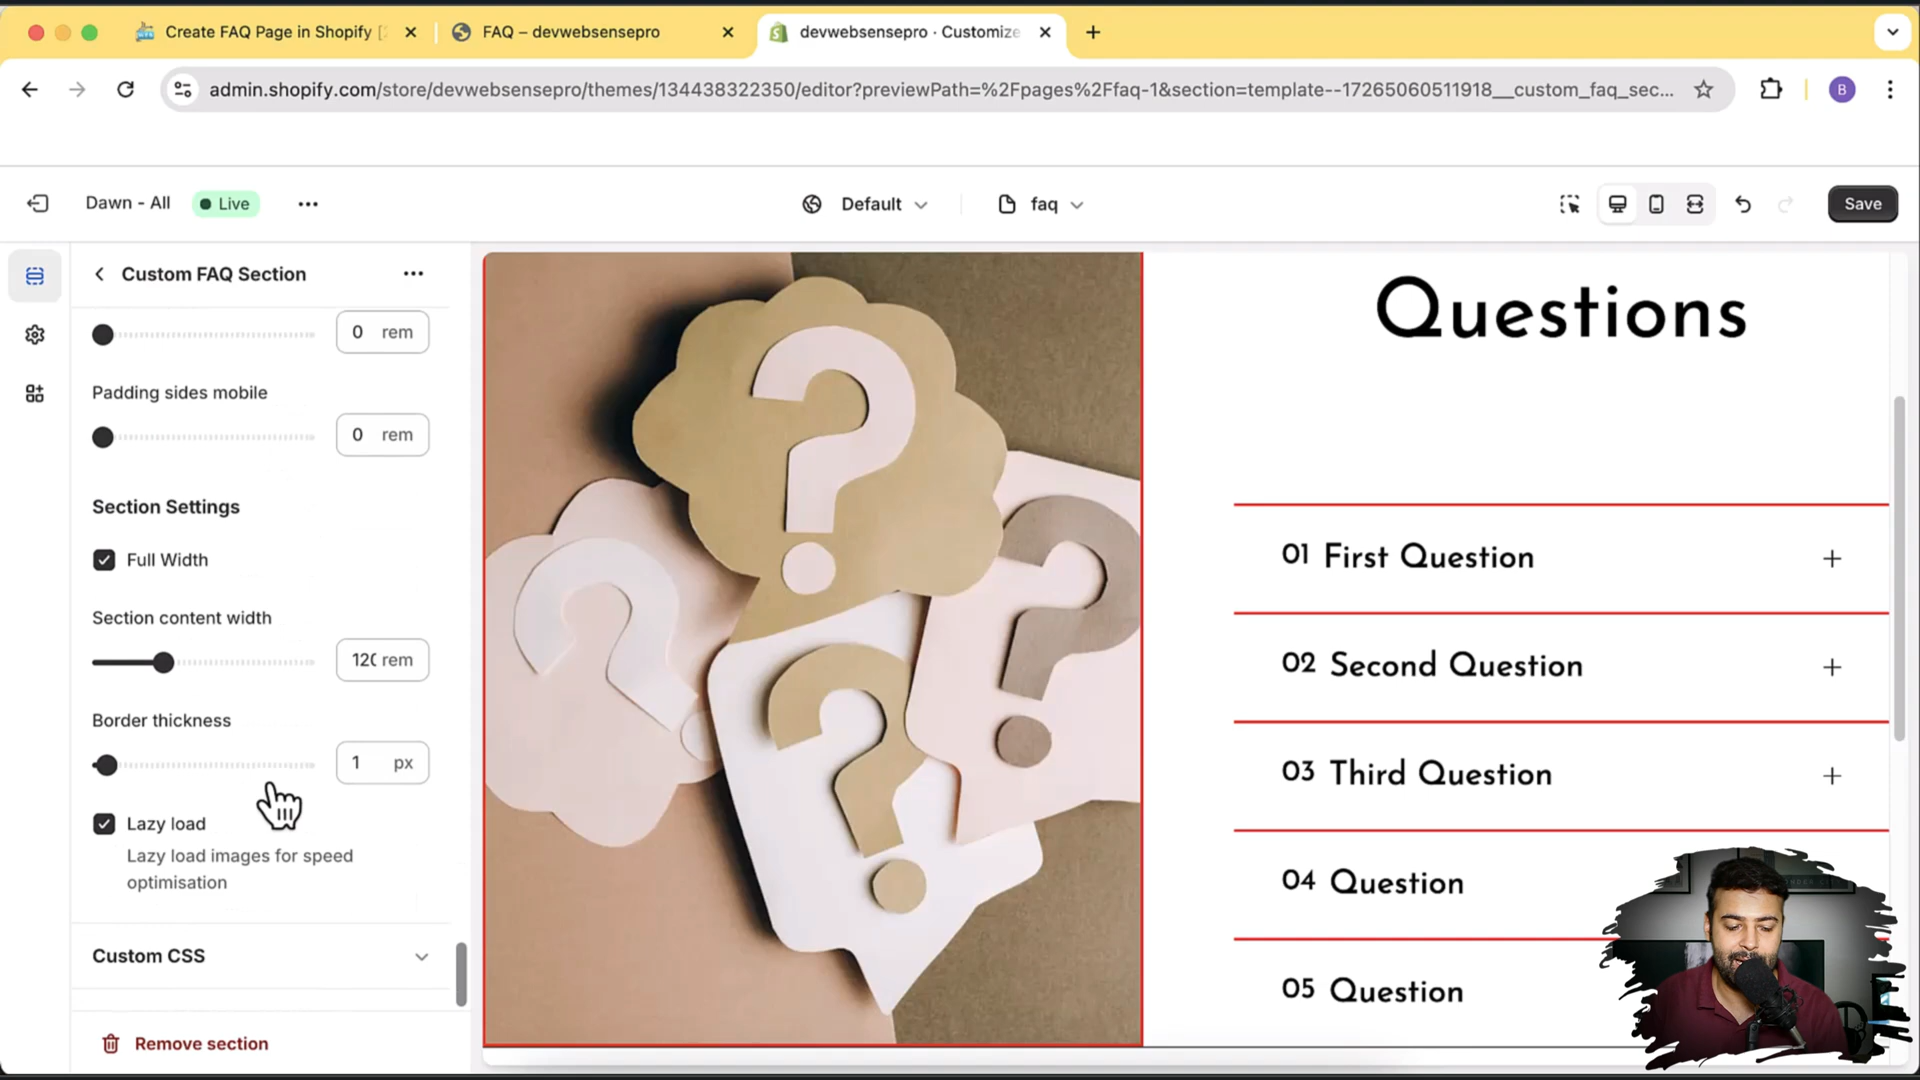 Create FAQ Page in Shopify [
FAQ – devwebsensepro
devwebsensepro · Customize
admin.shopify.com/store/devwebsensepro/themes/134438322350/editor?previewPath=%2Fpages%2Ffaq-1&section=template--17265060511918__custom_faq_sec...
B
Dawn - All
Live
Default
faq
Save
Custom FAQ Section
0 rem
Padding sides mobile
0 rem
Section Settings
Full Width
Section content width
120 rem
Border thickness
1 px
Lazy load
Lazy load images for speed
optimisation
Custom CSS
Remove section
Questions
01 First Question
02 Second Question
03 Third Question
04 Question
05 Question